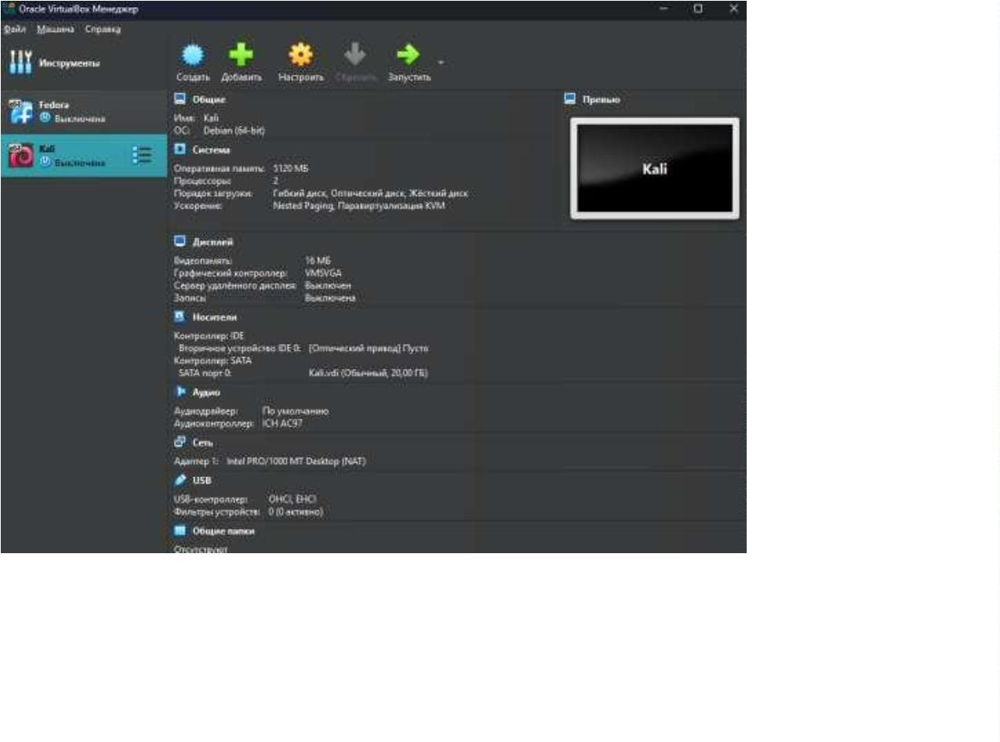 Oracle VirtualBox Менеджер
Файл Машина Справка
Инструменты
Создать Добавить Настроить Сбросить Запустить
Fedora
Выключена
Kali
Выключена
Общие
Имя: Kali
ОС: Debian (64-bit)
Система
Оперативная память: 5120 МБ
Процессоры: 2
Порядок загрузки: Гибкий диск, Оптический диск, Жёсткий диск
Ускорение: Nested Paging, Паравиртуализация KVM
Превью
Kali
Дисплей
Видеопамять: 16 МБ
Графический контроллер: VMSVGA
Сервер удалённого дисплея: Выключен
Запись: Выключена
Носители
Контроллер: IDE
Вторичное устройство IDE 0: [Оптический привод] Пусто
Контроллер: SATA
SATA порт 0: Kali.vdi (Обычный, 20,00 ГБ)
Аудио
Аудиодрайвер: По умолчанию
Аудиоконтроллер: ICH AC97
Сеть
Адаптер 1: Intel PRO/1000 MT Desktop (NAT)
USB
USB-контроллер: OHCI, EHCI
Фильтры устройств: 0 (0 активно)
Общие папки
Отсутствуют